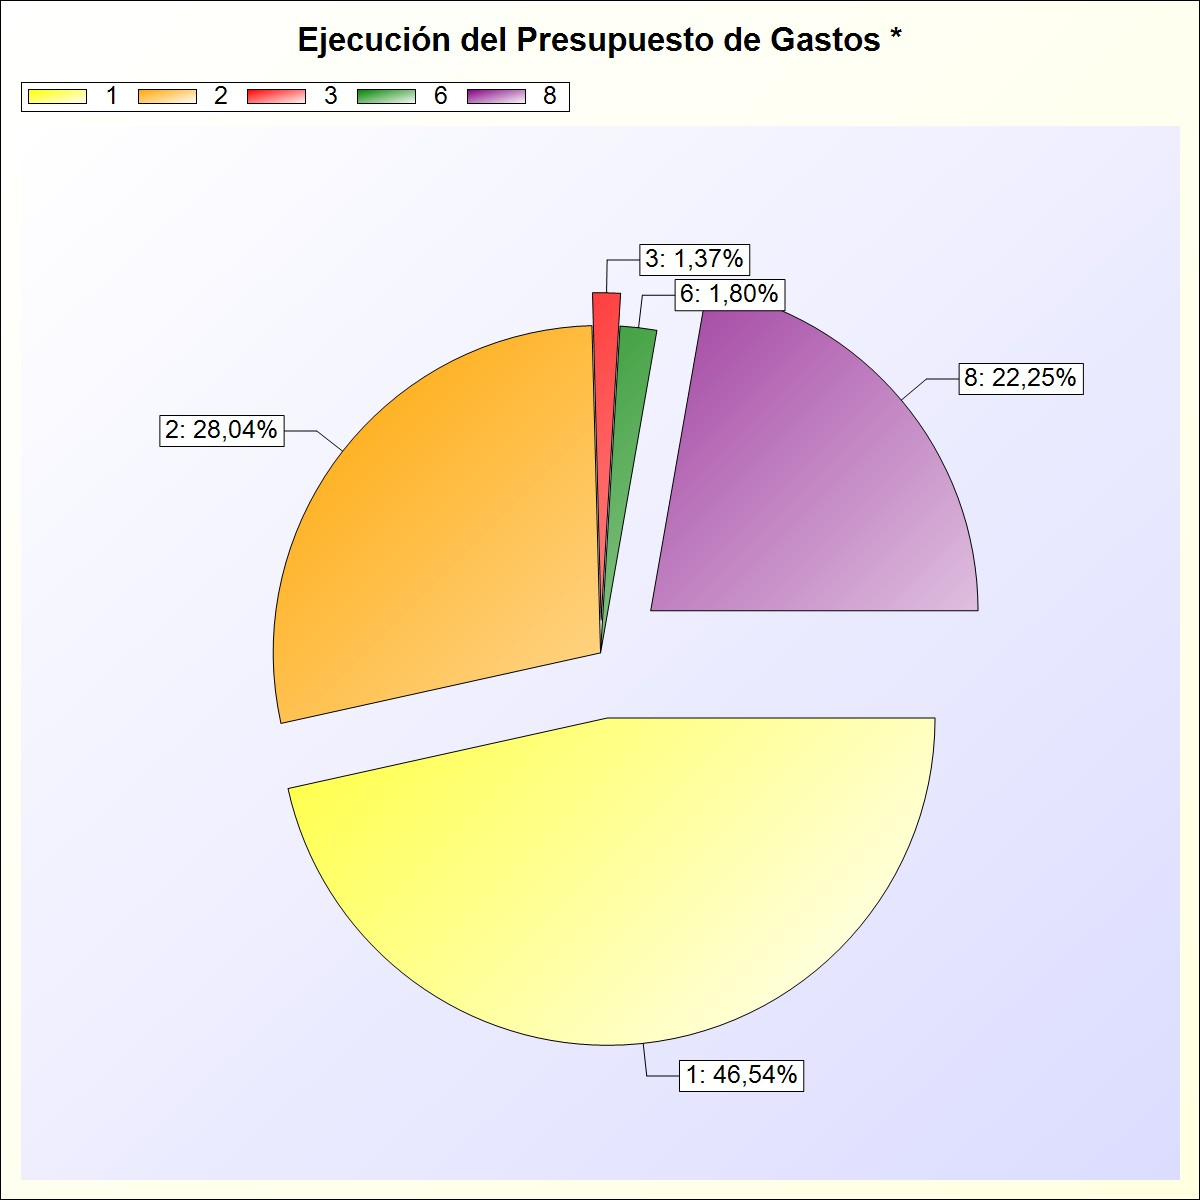 Ejecución del Presupuesto de Gastos *
1 2 3 6 8
3: 1,37%
6: 1,80%
8: 22,25%
2: 28,04%
1: 46,54%